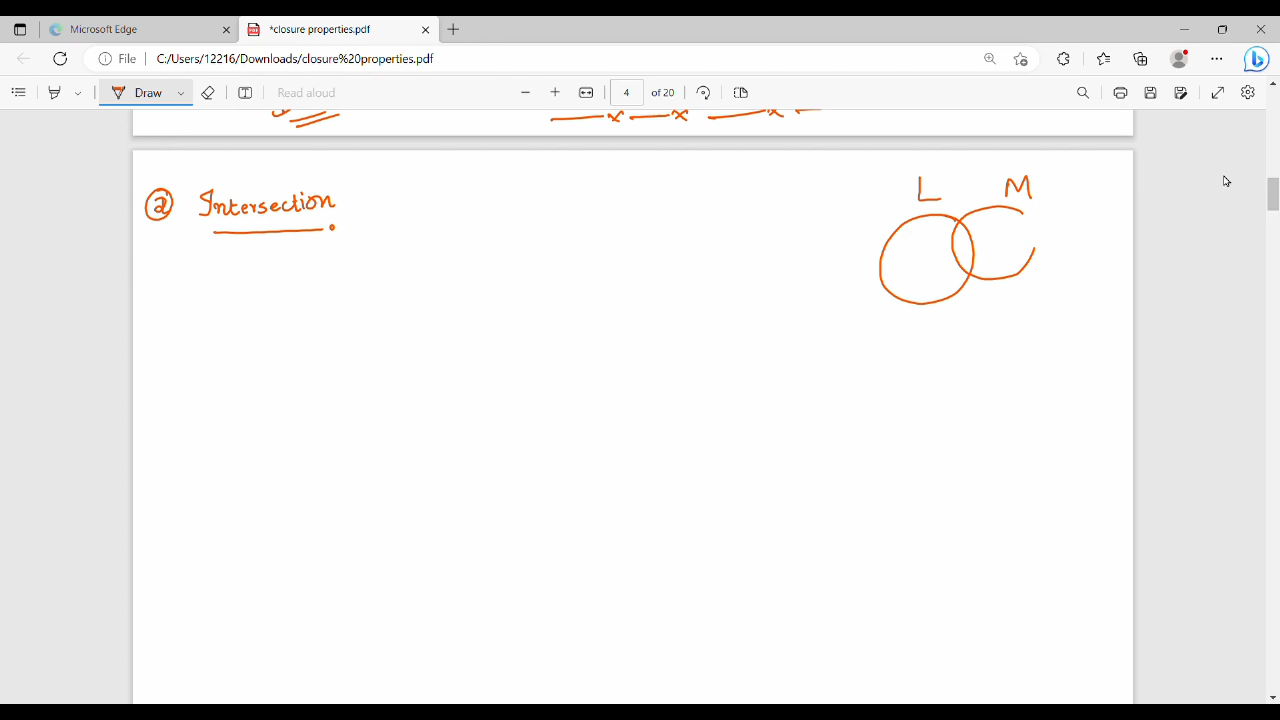 Microsoft Edge
*closure properties.pdf
File
C:/Users/12216/Downloads/closure%20properties.pdf
Draw
Read aloud
4 of 20
② Intersection.
L M